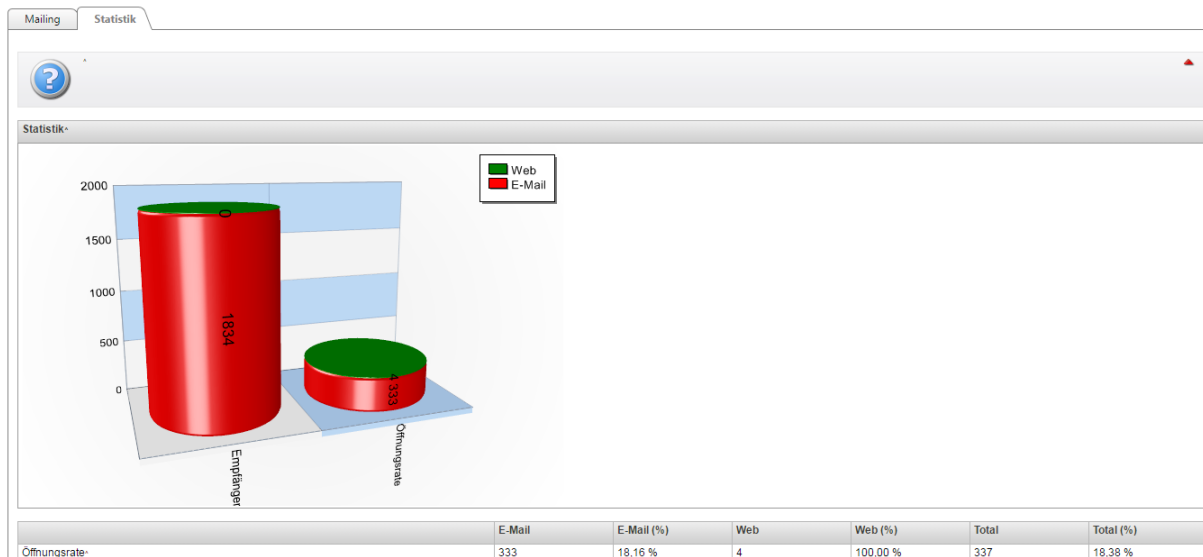 Mailing Statistik
?
Statistik^
Web
E-Mail
2000
1500
1000
500
0
0
1834
4 333
Empfänger
Öffnungsrate
E-Mail E-Mail (%) Web Web (%) Total Total (%)
Öffnungsrate^ 333 18.16 % 4 100.00 % 337 18.38 %